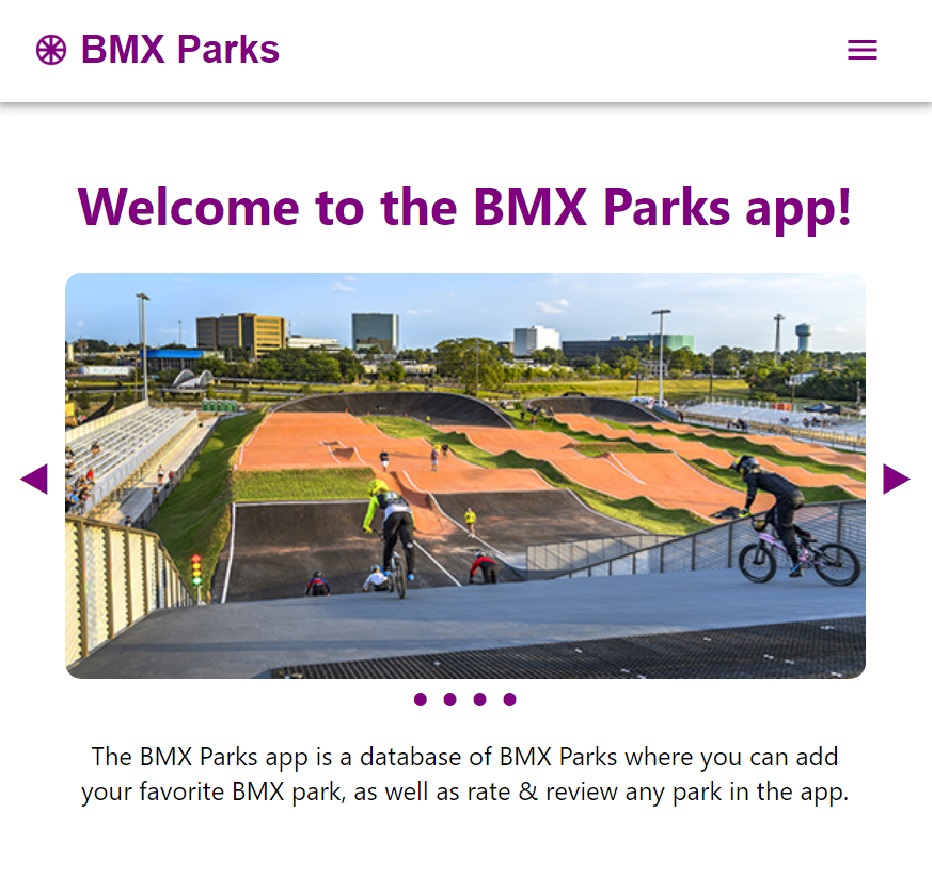 BMX Parks
Welcome to the BMX Parks app!
The BMX Parks app is a database of BMX Parks where you can add
your favorite BMX park, as well as rate & review any park in the app.